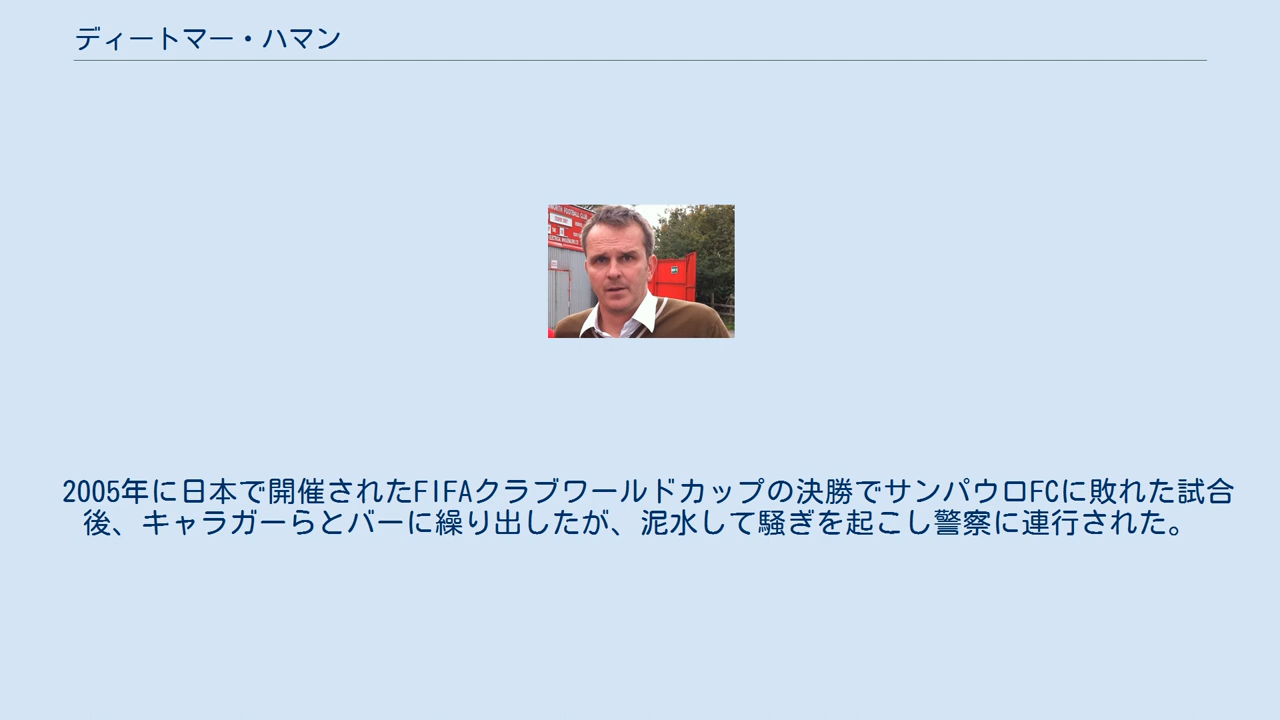 ディートマー・ハマン
2005年に日本で開催されたFIFAクラブワールドカップの決勝でサンパウロFCに敗れた試合
後、キャラガーらとバーに繰り出したが、泥水して騒ぎを起こし警察に連行された。